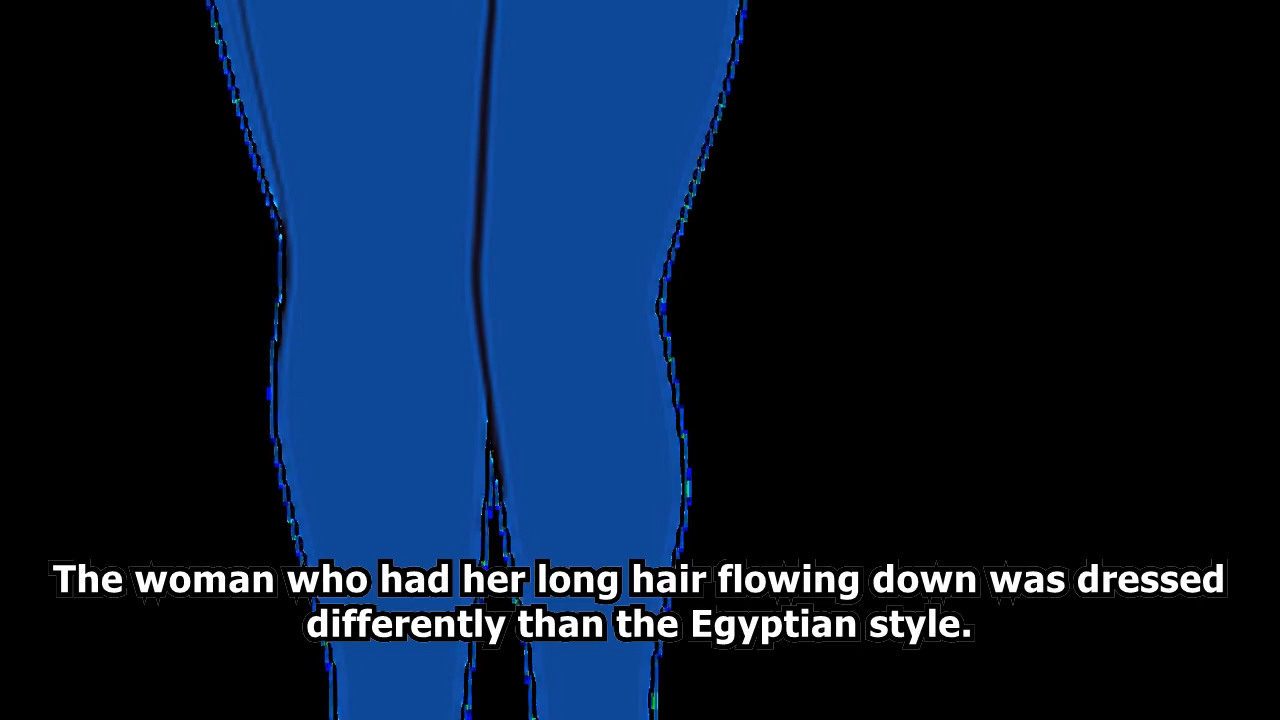 The woman who had her long hair flowing down was dressed
differently than the Egyptian style.